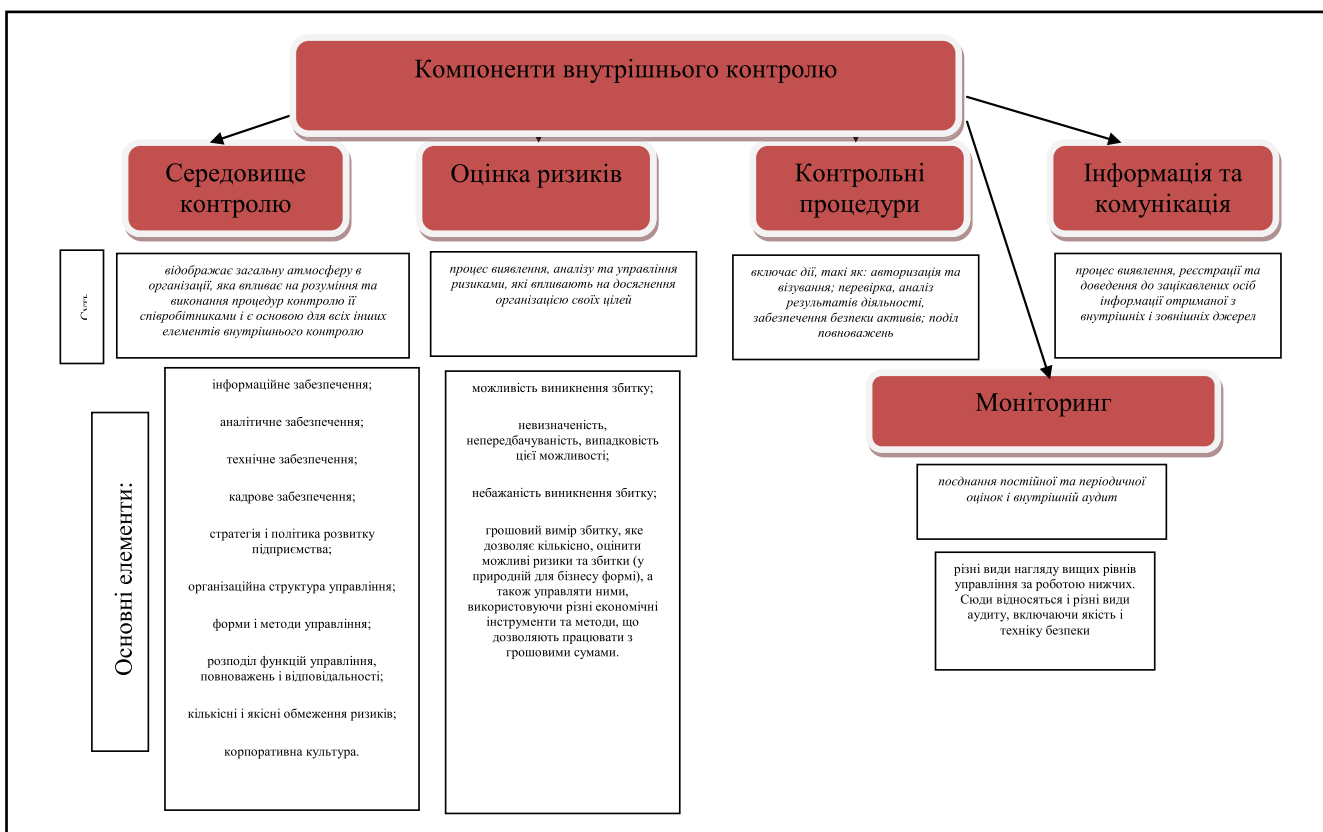 Компоненти внутрішнього контролю
Середовище
контролю
Оцінка ризиків
Контрольні
процедури
Інформація та
комунікація
відображає загальну атмосферу в
організації, яка впливає на розуміння та
виконання процедур контролю її
співробітниками і є основою для всіх інших
елементів внутрішнього контролю
процес виявлення, аналізу та управління
ризиками, які впливають на досягнення
організацією своїх цілей
включає дії, такі як: авторизація та
візування; перевірка, аналіз
результатів діяльності,
забезпечення безпеки активів; поділ
повноважень
процес виявлення, реєстрації та
доведення до зацікавлених осіб
інформації отриманої з
внутрішніх і зовнішніх джерел
Моніторинг
поєднання постійної та періодичної
оцінок і внутрішній аудит
Основні елементи:
інформаційне забезпечення;
аналітичне забезпечення;
технічне забезпечення;
кадрове забезпечення;
стратегія і політика розвитку
підприємства;
організаційна структура управління;
форми і методи управління;
розподіл функцій управління,
повноважень і відповідальності;
кількісні і якісні обмеження ризиків;
корпоративна культура.
можливість виникнення збитку;
невизначеність,
непередбачуваність, випадковість
цієї можливості;
небажаність виникнення збитку;
грошовий вимір збитку, яке
дозволяє кількісно, оцінити
можливі ризики та збитки (у
природній для бізнесу формі), а
також управляти ними,
використовуючи різні економічні
інструменти та методи, що
дозволяють працювати з
грошовими сумами.
різні види нагляду вищих рівнів
управління за роботою нижчих.
Сюди відносяться і різні види
аудиту, включаючи якість і
техніку безпеки